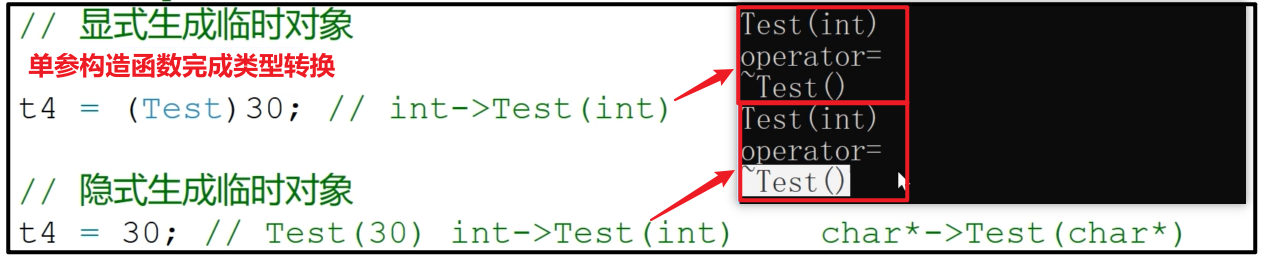 // 显式生成临时对象
单参构造函数完成类型转换
t4 = (Test)30; // int->Test(int)
// 隐式生成临时对象
t4 = 30; // Test(30) int->Test(int) char*->Test(char*)
Test(int)
operator=
~Test()
Test(int)
operator=
~Test()